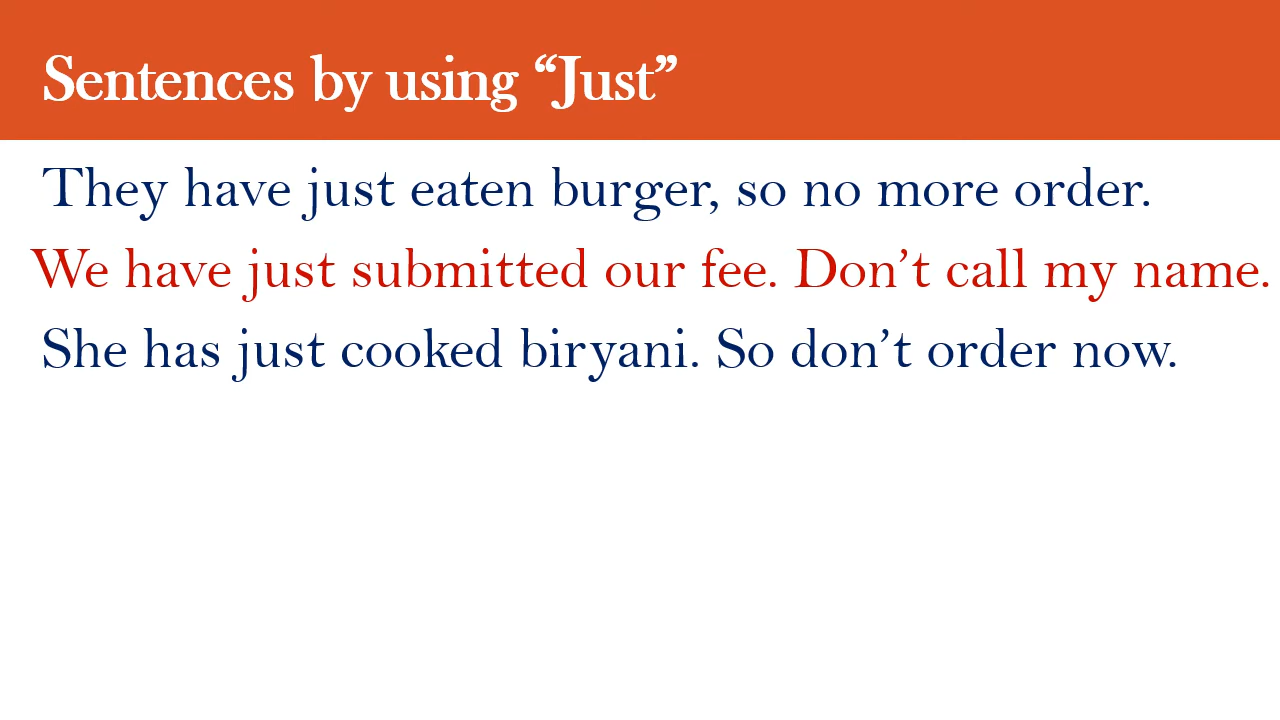 Sentences by using “Just”
They have just eaten burger, so no more order.
We have just submitted our fee. Don’t call my name.
She has just cooked biryani. So don’t order now.